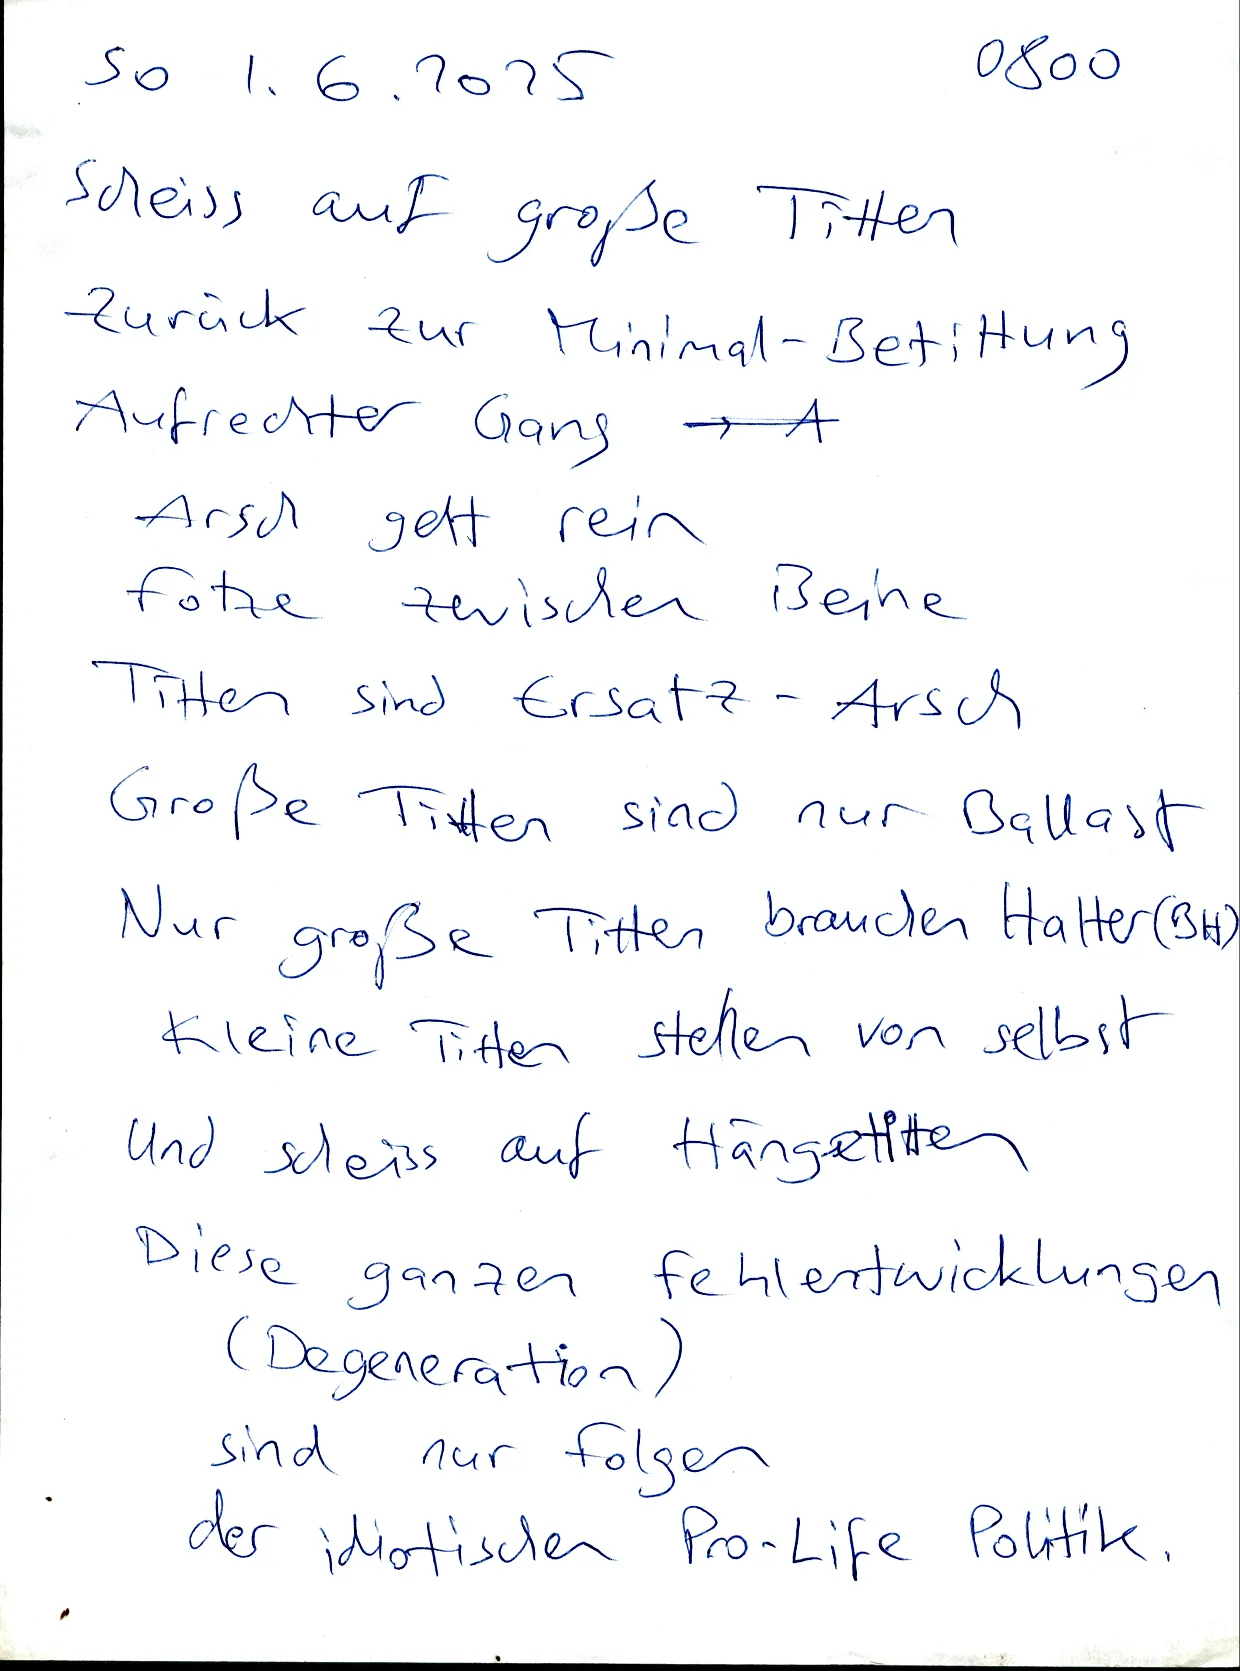 So 1.6.2025 0800
Scheiss auf große Titten
Zurück zur Minimal-Betittung
Aufrechter Gang → A
Arsch geht rein
Fotze zwischen Beine
Titten sind Ersatz-Arsch
Große Titten sind nur Ballast
Nur große Titten brauchen Halter (BH)
Kleine Titten stehen von selbst
Und scheiss auf Hängetitten
Diese ganzen Fehlentwicklungen
(Degeneration)
sind nur Folgen
der idiotischen Pro-Life Politik.